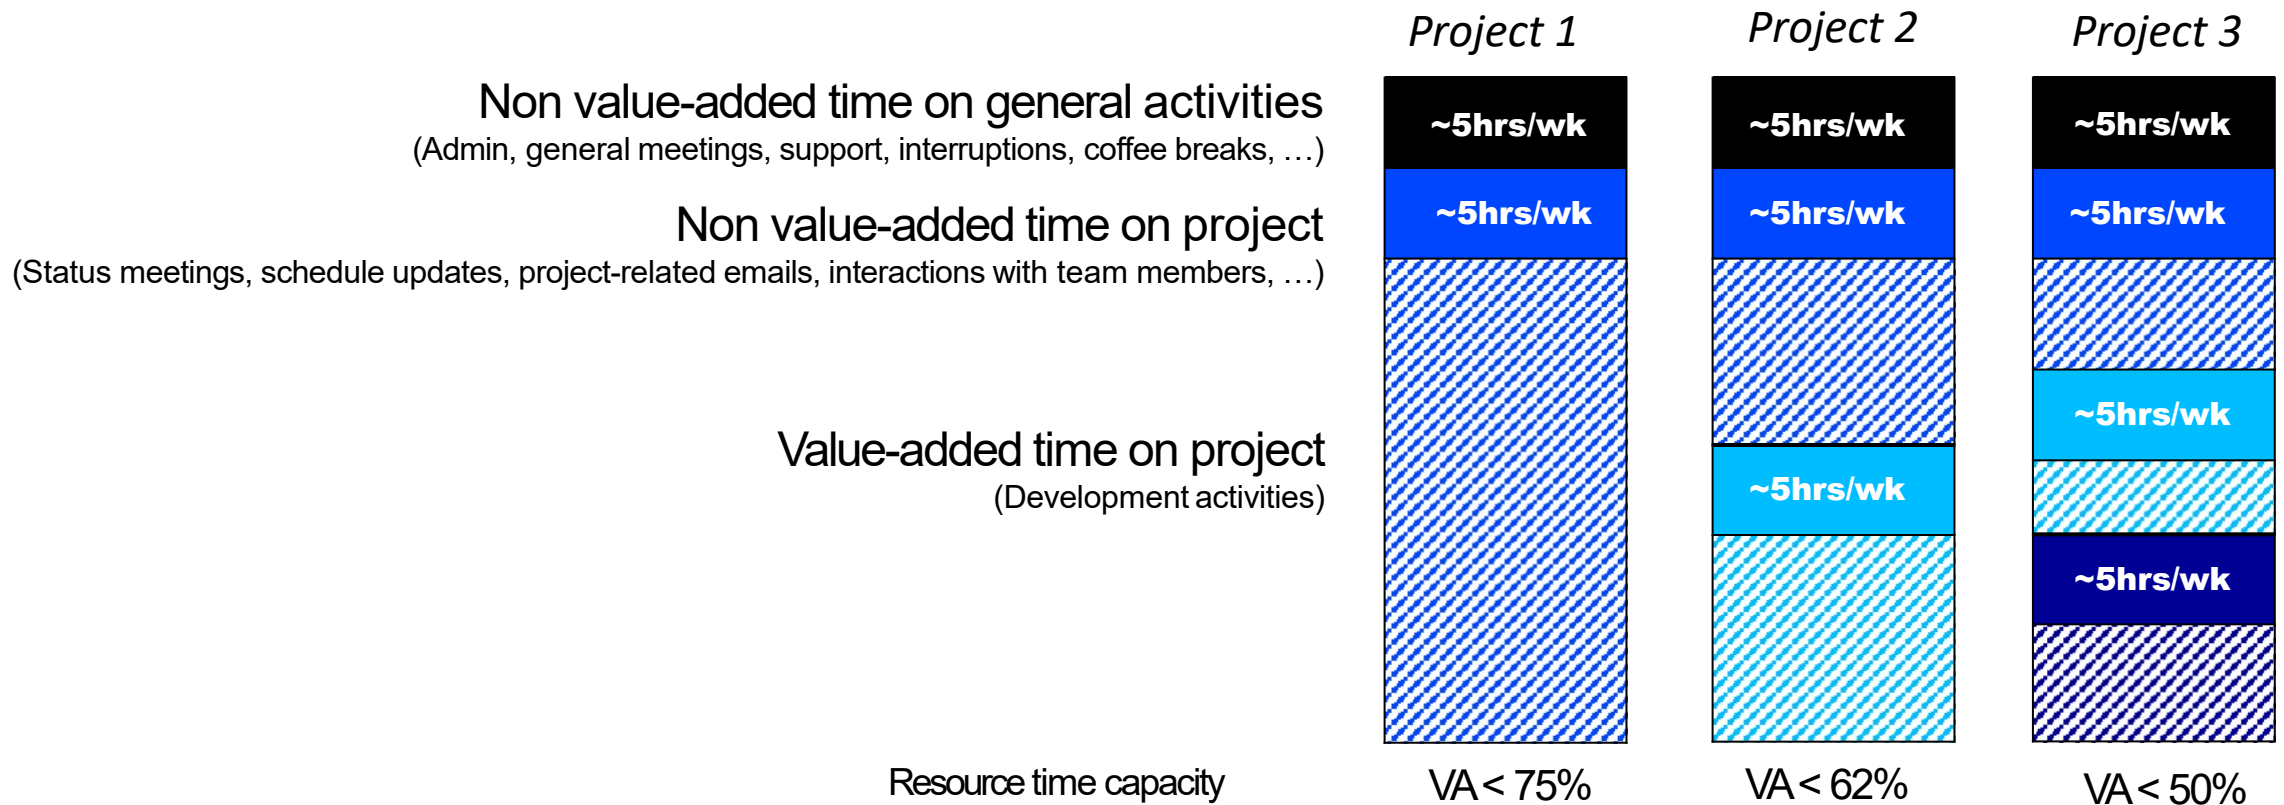 Project 1
Project 2
Project 3
Non value-added time on general activities
(Admin, general meetings, support, interruptions, coffee breaks, …)
~5hrs/wk
~5hrs/wk
~5hrs/wk
Non value-added time on project
(Status meetings, schedule updates, project-related emails, interactions with team members, …)
~5hrs/wk
~5hrs/wk
~5hrs/wk
Value-added time on project
(Development activities)
~5hrs/wk
~5hrs/wk
~5hrs/wk
Resource time capacity
VA < 75%
VA < 62%
VA < 50%